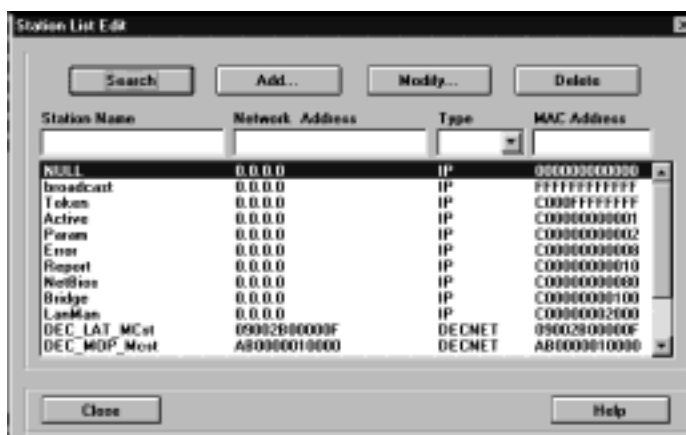 Station List Edit
Search Add... Modify... Delete
Station Name Network Address Type MAC Address
NULL 0.0.0.0 IP 000000000000
broadcast 0.0.0.0 IP FFFFFFFFFFFF
Token 0.0.0.0 IP C000FFFFFFFF
Active 0.0.0.0 IP C00000000001
Param 0.0.0.0 IP C00000000002
Error 0.0.0.0 IP C00000000008
Report 0.0.0.0 IP C00000000010
NetBios 0.0.0.0 IP C00000000080
Bridge 0.0.0.0 IP C00000000100
LanMan 0.0.0.0 IP C00000002000
DEC_LAT_MCst 09002B00000F DECNET 09002B00000F
DEC_MOP_Mcst AB0000010000 DECNET AB0000010000
Close Help